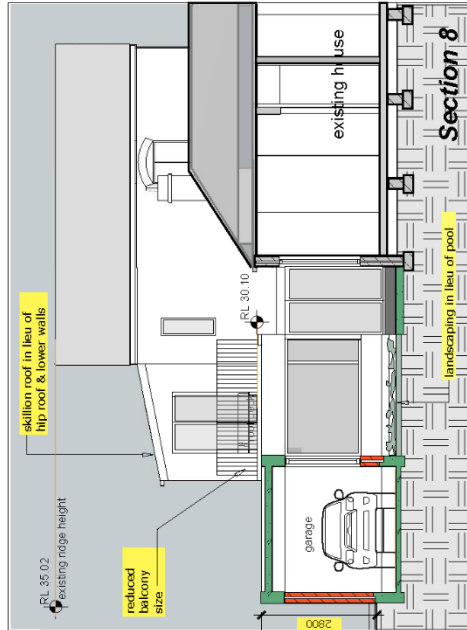 skillion roof in lieu of
hip roof & lower walls
RL 35.02
existing ridge height
reduced
balcony
size
RL 30.10
existing house
garage
2800
landscaping in lieu of pool
Section 8